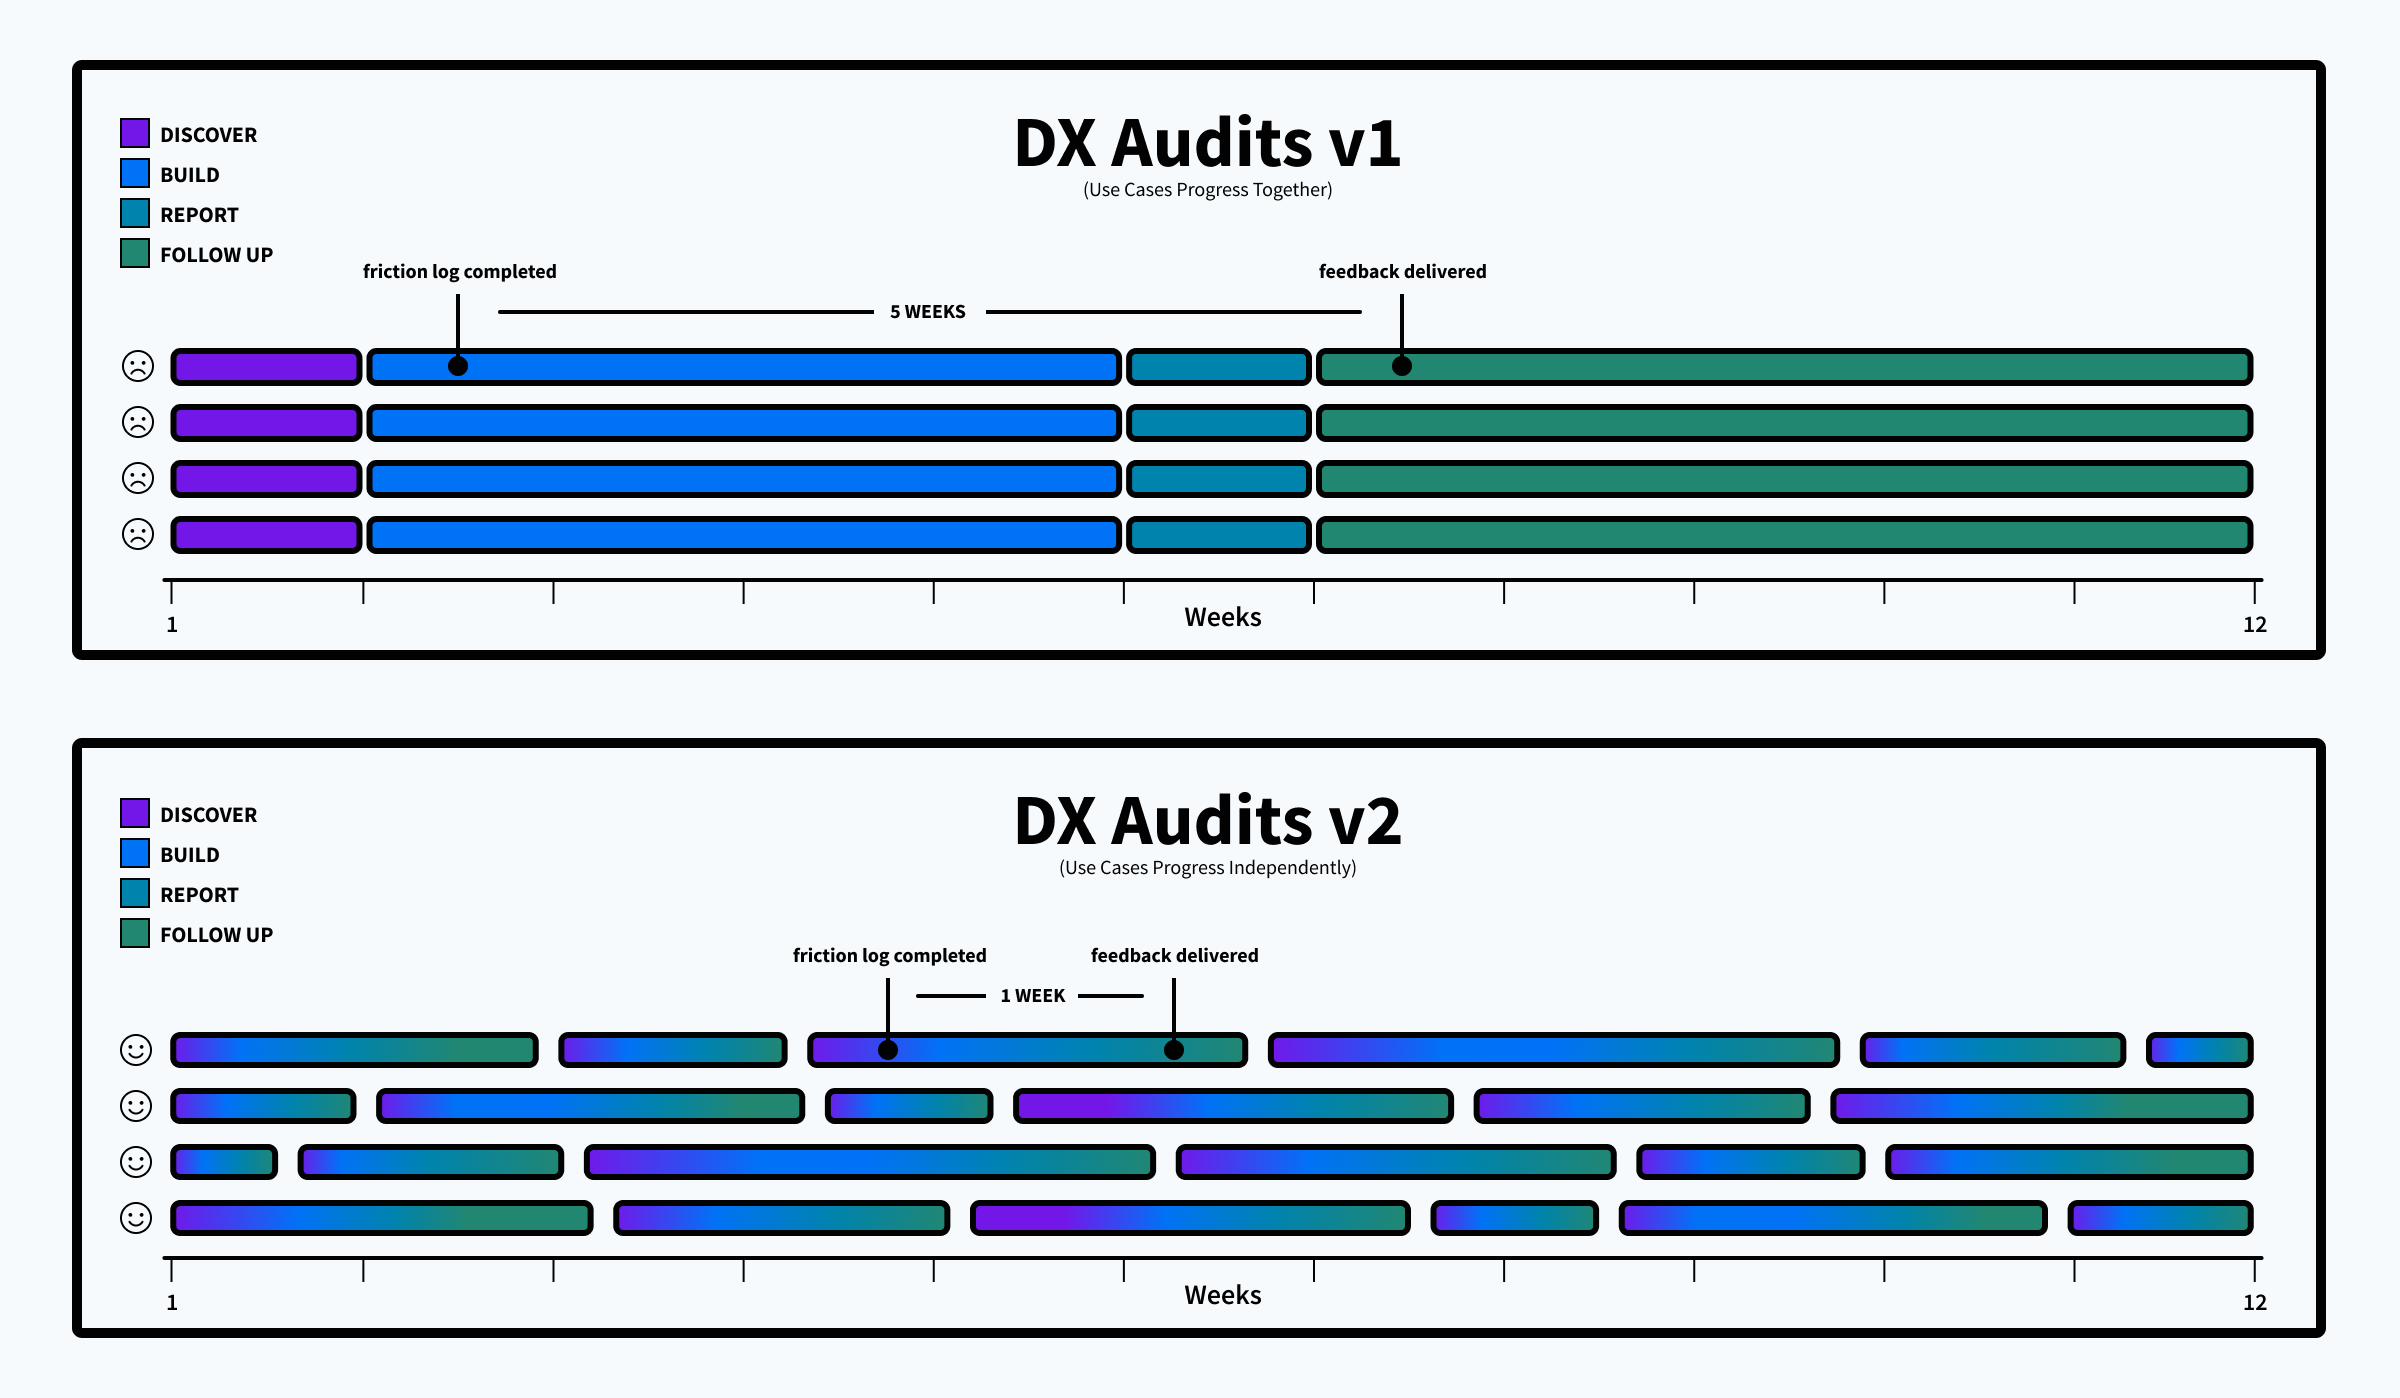 DX Audits v1
(Use Cases Progress Together)
DISCOVER
BUILD
REPORT
FOLLOW UP
friction log completed
feedback delivered
5 WEEKS
1
Weeks
12
DX Audits v2
(Use Cases Progress Independently)
DISCOVER
BUILD
REPORT
FOLLOW UP
friction log completed
feedback delivered
1 WEEK
1
Weeks
12